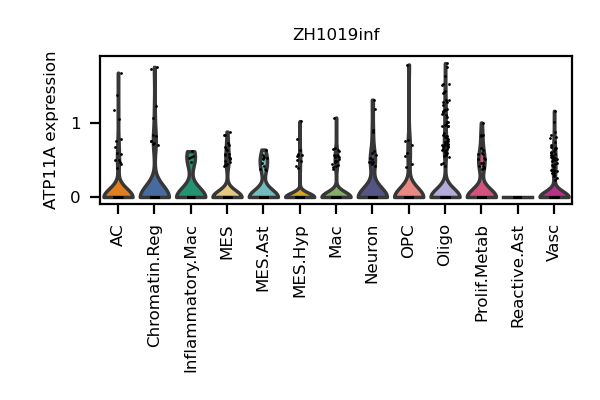 ZH1019inf
ATP11A expression
1
0
AC
Chromatin.Reg
Inflammatory.Mac
MES
MES.Ast
MES.Hyp
Mac
Neuron
OPC
Oligo
Prolif.Metab
Reactive.Ast
Vasc